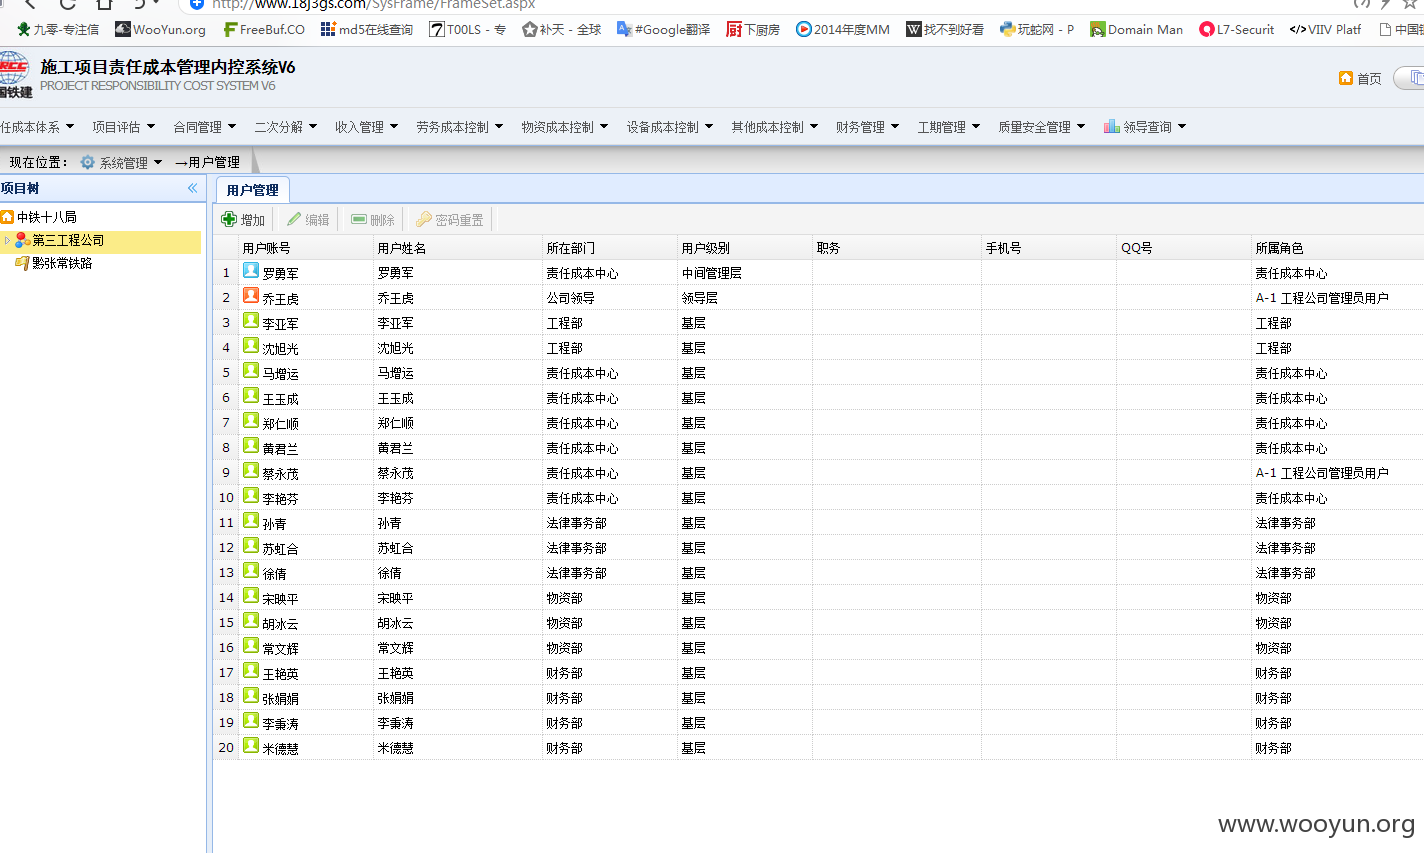 http://www.18j3gs.com/SysFrame/FrameSet.aspx
九零-专注信 WooYun.org FreeBuf.CO md5在线查询 T00LS - 专 补天 - 全球 #Google翻译 下厨房 2014年度MM 找不到好看 玩蛇网 - P Domain Man L7-Securit VIIV Platf 中国
国铁建
施工项目责任成本管理内控系统V6
PROJECT RESPONSIBILITY COST SYSTEM V6
首页
任成本体系 项目评估 合同管理 二次分解 收入管理 劳务成本控制 物资成本控制 设备成本控制 其他成本控制 财务管理 工期管理 质量安全管理 领导查询
现在位置： 系统管理 →用户管理
项目树
中铁十八局
第三工程公司
黔张常铁路
用户管理
增加 编辑 删除 密码重置
用户账号 用户姓名 所在部门 用户级别 职务 手机号 QQ号 所属角色
1 罗勇军 罗勇军 责任成本中心 中间管理层 责任成本中心
2 乔王虎 乔王虎 公司领导 领导层 A-1 工程公司管理员用户
3 李亚军 李亚军 工程部 基层 工程部
4 沈旭光 沈旭光 工程部 基层 工程部
5 马增运 马增运 责任成本中心 基层 责任成本中心
6 王玉成 王玉成 责任成本中心 基层 责任成本中心
7 郑仁顺 郑仁顺 责任成本中心 基层 责任成本中心
8 黄君兰 黄君兰 责任成本中心 基层 责任成本中心
9 蔡永茂 蔡永茂 责任成本中心 基层 A-1 工程公司管理员用户
10 李艳芬 李艳芬 责任成本中心 基层 责任成本中心
11 孙青 孙青 法律事务部 基层 法律事务部
12 苏虹合 苏虹合 法律事务部 基层 法律事务部
13 徐倩 徐倩 法律事务部 基层 法律事务部
14 宋映平 宋映平 物资部 基层 物资部
15 胡冰云 胡冰云 物资部 基层 物资部
16 常文辉 常文辉 物资部 基层 物资部
17 王艳英 王艳英 财务部 基层 财务部
18 张娟娟 张娟娟 财务部 基层 财务部
19 李秉涛 李秉涛 财务部 基层 财务部
20 米德慧 米德慧 财务部 基层 财务部
www.wooyun.org